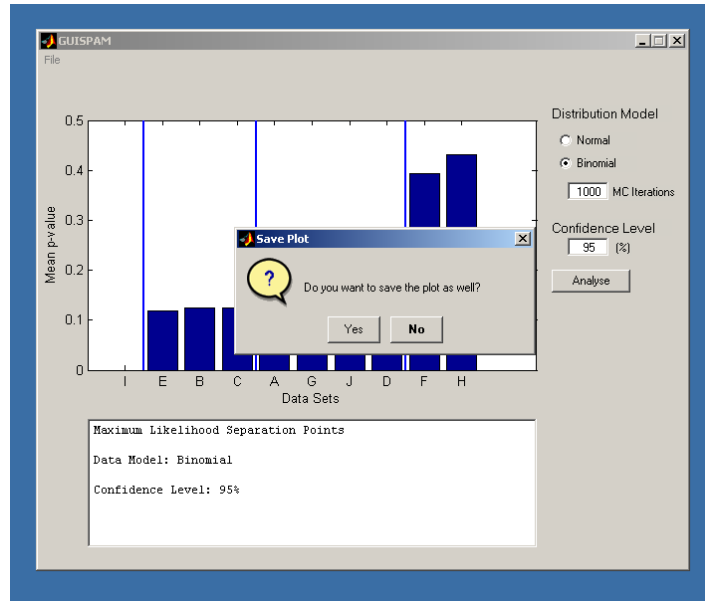 GUISPAM
File
Distribution Model
Normal
Binomial
1000 MC Iterations
Confidence Level
95 (%)
Analyse
0.5
0.4
0.3
0.2
0.1
0
Mean p-value
I E B C A G J D F H
Data Sets
Save Plot
?
Do you want to save the plot as well?
Yes No
Maximum Likelihood Separation Points
Data Model: Binomial
Confidence Level: 95%